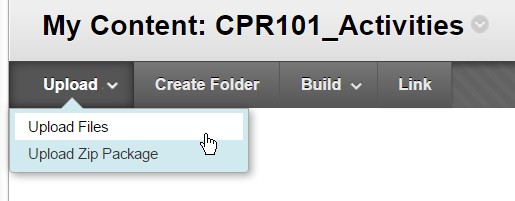 My Content: CPR101_Activities
Upload Create Folder Build Link
Upload Files
Upload Zip Package